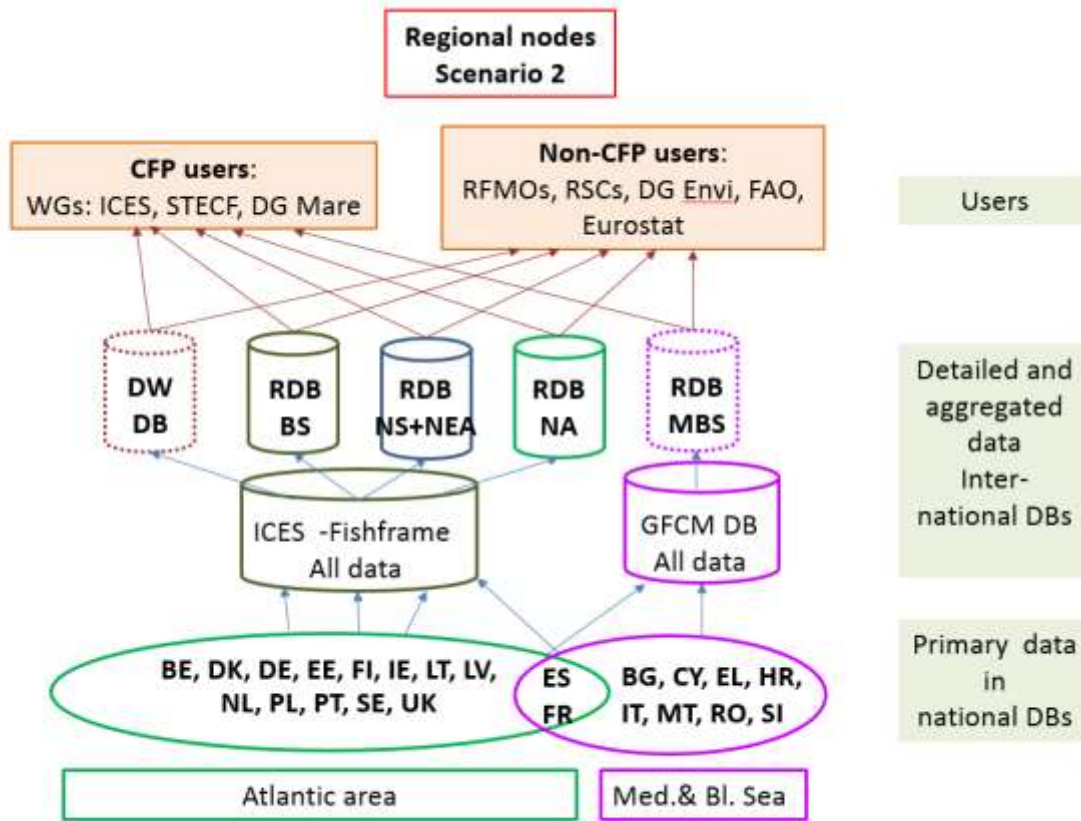 Regional nodes
Scenario 2
CFP users:
WGs: ICES, STECF, DG Mare
Non-CFP users:
RFMOs, RSCs, DG Envi, FAO,
Eurostat
Users
DW
DB
RDB
BS
RDB
NS+NEA
RDB
NA
RDB
MBS
Detailed and
aggregated
data
Inter-
national DBs
ICES -Fishframe
All data
GFCM DB
All data
BE, DK, DE, EE, FI, IE, LT, LV,
NL, PL, PT, SE, UK
ES
FR
BG, CY, EL, HR,
IT, MT, RO, SI
Primary data
in
national DBs
Atlantic area
Med.& Bl. Sea